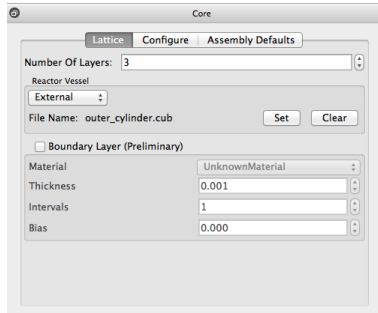 Core
Lattice Configure Assembly Defaults
Number Of Layers: 3
Reactor Vessel
External
File Name: outer_cylinder.cub Set Clear
Boundary Layer (Preliminary)
Material UnknownMaterial
Thickness 0.001
Intervals 1
Bias 0.000